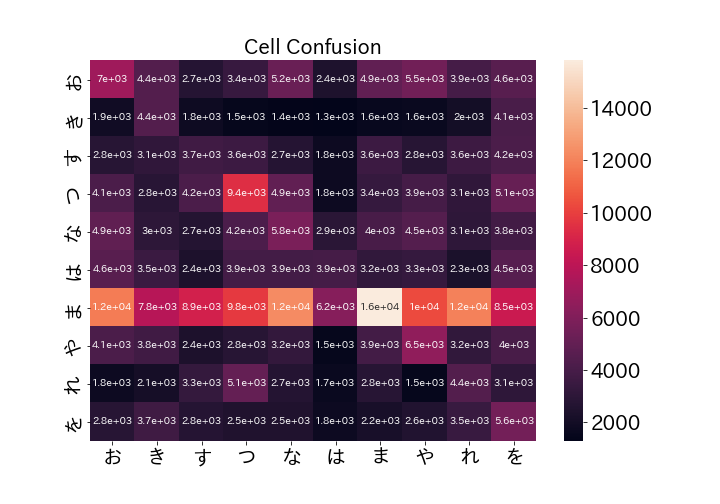 Cell Confusion
お 7e+03 4.4e+03 2.7e+03 3.4e+03 5.2e+03 2.4e+03 4.9e+03 5.5e+03 3.9e+03 4.6e+03
き 1.9e+03 4.4e+03 1.8e+03 1.5e+03 1.4e+03 1.3e+03 1.6e+03 1.6e+03 2e+03 4.1e+03
す 2.8e+03 3.1e+03 3.7e+03 3.6e+03 2.7e+03 1.8e+03 3.6e+03 2.8e+03 3.6e+03 4.2e+03
つ 4.1e+03 2.8e+03 4.2e+03 9.4e+03 4.9e+03 1.8e+03 3.4e+03 3.9e+03 3.1e+03 5.1e+03
な 4.9e+03 3e+03 2.7e+03 4.2e+03 5.8e+03 2.9e+03 4e+03 4.5e+03 3.1e+03 3.8e+03
は 4.6e+03 3.5e+03 2.4e+03 3.9e+03 3.9e+03 3.9e+03 3.2e+03 3.3e+03 2.3e+03 4.5e+03
ま 1.2e+04 7.8e+03 8.9e+03 9.8e+03 1.2e+04 6.2e+03 1.6e+04 1e+04 1.2e+04 8.5e+03
や 4.1e+03 3.8e+03 2.4e+03 2.8e+03 3.2e+03 1.5e+03 3.9e+03 6.5e+03 3.2e+03 4e+03
れ 1.8e+03 2.1e+03 3.3e+03 5.1e+03 2.7e+03 1.7e+03 2.8e+03 1.5e+03 4.4e+03 3.1e+03
を 2.8e+03 3.7e+03 2.8e+03 2.5e+03 2.5e+03 1.8e+03 2.2e+03 2.6e+03 3.5e+03 5.6e+03
お き す つ な は ま や れ を
14000
12000
10000
8000
6000
4000
2000